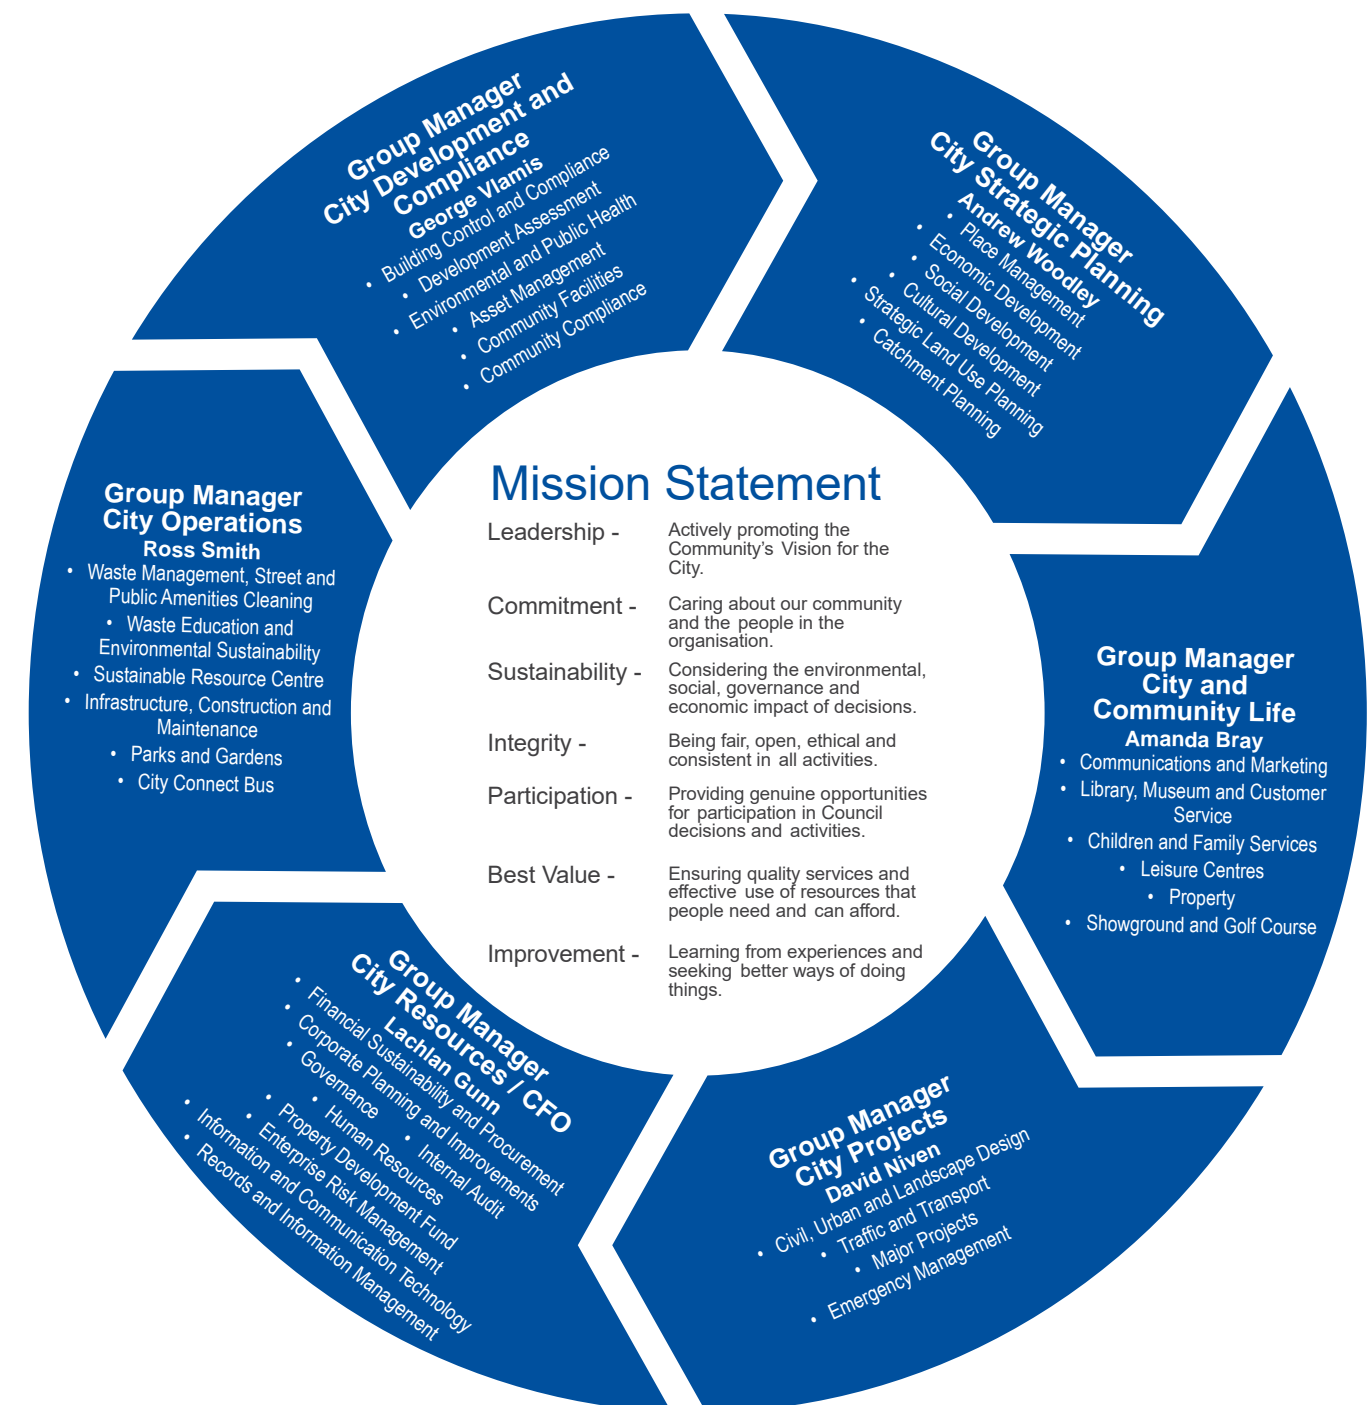 Group Manager
City Development and
Compliance
George Vlamis
• Building Control and Compliance
• Development Assessment
• Environmental and Public Health
• Asset Management
• Community Facilities
• Community Compliance
Group Manager
City Strategic Planning
Andrew Woodley
• Place Management
• Economic Development
• Social Development
• Cultural Development
• Strategic Land Use Planning
• Catchment Planning
Group Manager
City Operations
Ross Smith
• Waste Management, Street and
Public Amenities Cleaning
• Waste Education and
Environmental Sustainability
• Sustainable Resource Centre
• Infrastructure, Construction and
Maintenance
• Parks and Gardens
• City Connect Bus
Mission Statement
Leadership - Actively promoting the
Community's Vision for the
City.
Commitment - Caring about our community
and the people in the
organisation.
Sustainability - Considering the environmental,
social, governance and
economic impact of decisions.
Integrity - Being fair, open, ethical and
consistent in all activities.
Participation - Providing genuine opportunities
for participation in Council
decisions and activities.
Best Value - Ensuring quality services and
effective use of resources that
people need and can afford.
Improvement - Learning from experiences and
seeking better ways of doing
things.
Group Manager
City and
Community Life
Amanda Bray
• Communications and Marketing
• Library, Museum and Customer
Service
• Children and Family Services
• Leisure Centres
• Property
• Showground and Golf Course
Group Manager
City Resources / CFO
Lachlan Gunn
• Financial Sustainability and Procurement
• Corporate Planning and Improvements
• Governance • Internal Audit
• Human Resources
• Property Development Fund
• Enterprise Risk Management
• Information and Communication Technology
• Records and Information Management
Group Manager
City Projects
David Niven
• Civil, Urban and Landscape Design
• Traffic and Transport
• Major Projects
• Emergency Management